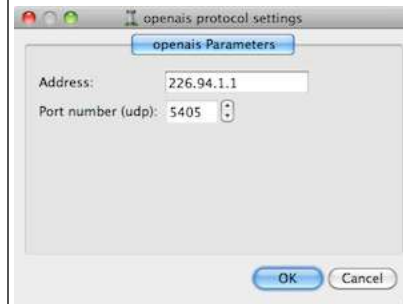 openais protocol settings
openais Parameters
Address: 226.94.1.1
Port number (udp): 5405
OK Cancel